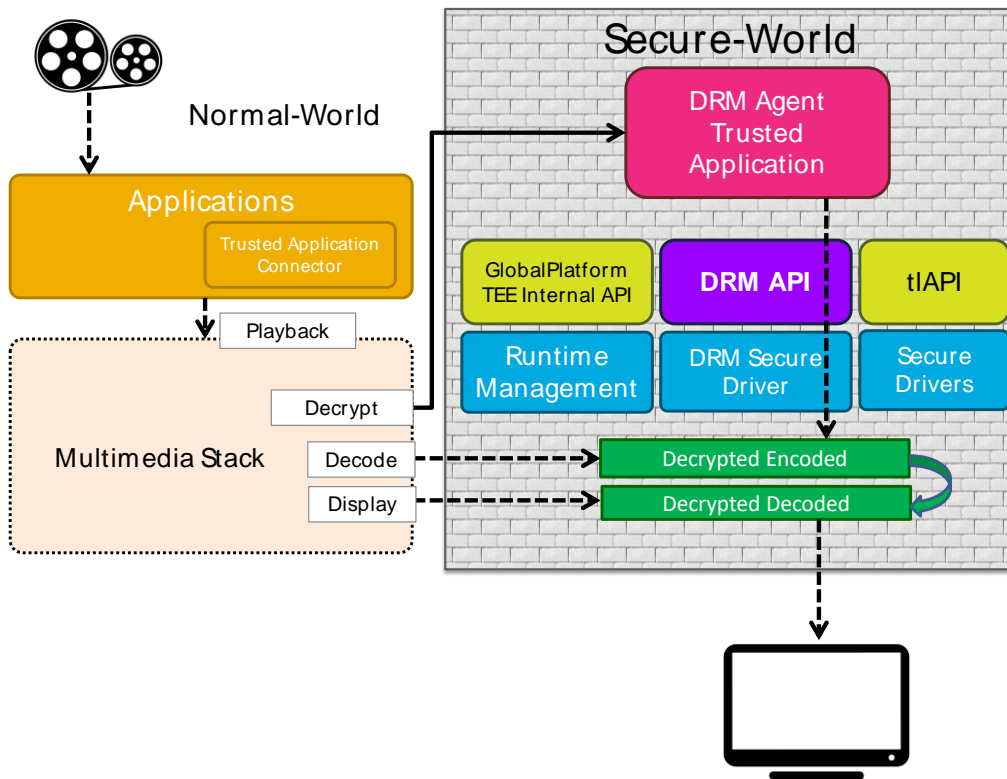 Secure-World
Normal-World
DRM Agent
Trusted
Application
Applications
Trusted Application
Connector
GlobalPlatform
TEE Internal API
DRM API
tlAPI
Playback
Runtime
Management
DRM Secure
Driver
Secure
Drivers
Decrypt
Multimedia Stack
Decode
Decrypted Encoded
Display
Decrypted Decoded